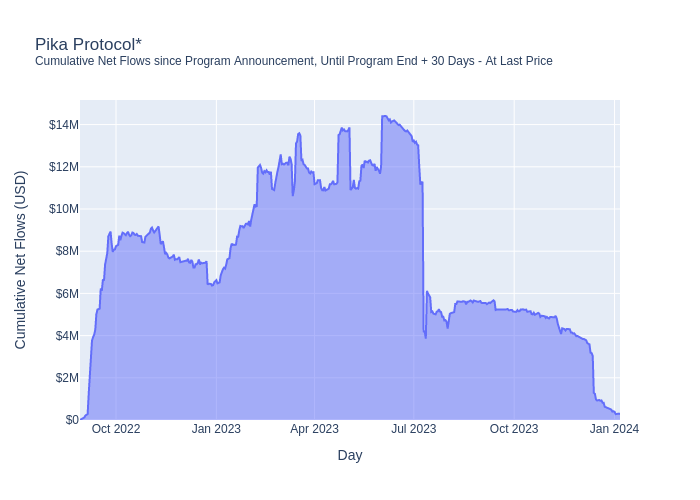 Pika Protocol*
Cumulative Net Flows since Program Announcement, Until Program End + 30 Days - At Last Price
Cumulative Net Flows (USD)
$14M
$12M
$10M
$8M
$6M
$4M
$2M
$0
Oct 2022 Jan 2023 Apr 2023 Jul 2023 Oct 2023 Jan 2024
Day